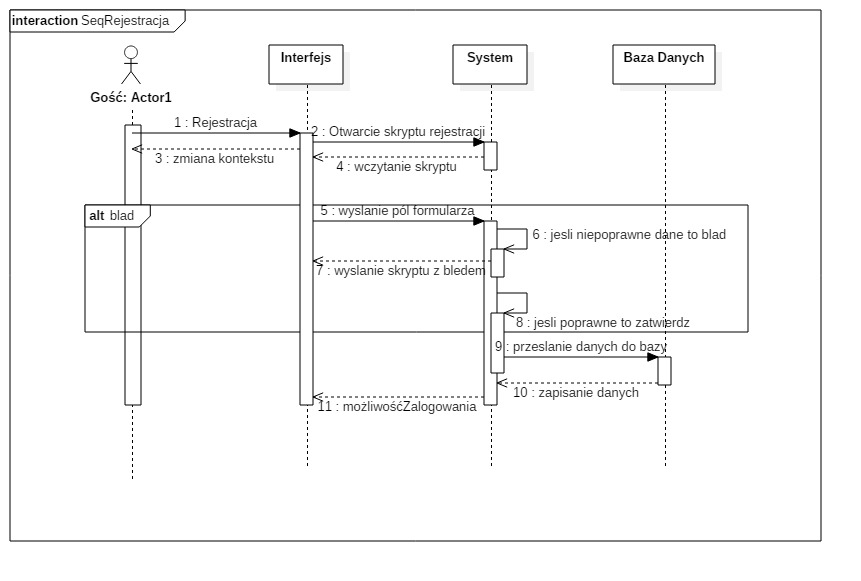 interaction SeqRejestracja
Interfejs
System
Baza Danych
Gość: Actor1
1 : Rejestracja
2 : Otwarcie skryptu rejestracji
3 : zmiana kontekstu
4 : wczytanie skryptu
alt blad
5 : wyslanie pól formularza
6 : jesli niepoprawne dane to blad
7 : wyslanie skryptu z bledem
8 : jesli poprawne to zatwierdz
9 : przeslanie danych do bazy
10 : zapisanie danych
11 : możliwośćZalogowania